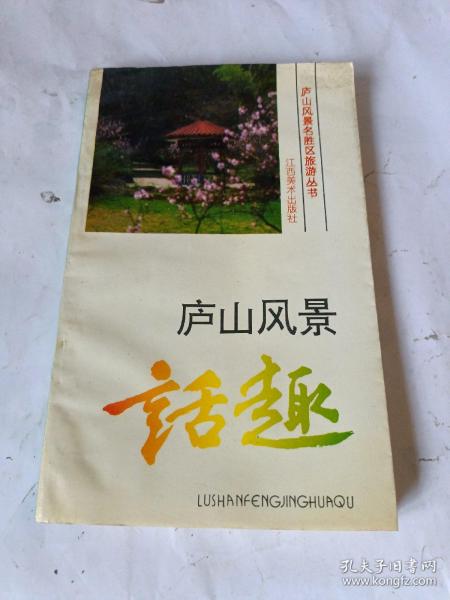 庐山风景名胜区旅游丛书
江西美术出版社
庐山风景
話趣
LUSHANFENGJINGHUAQU
孔夫子旧书网
www.kongfz.com